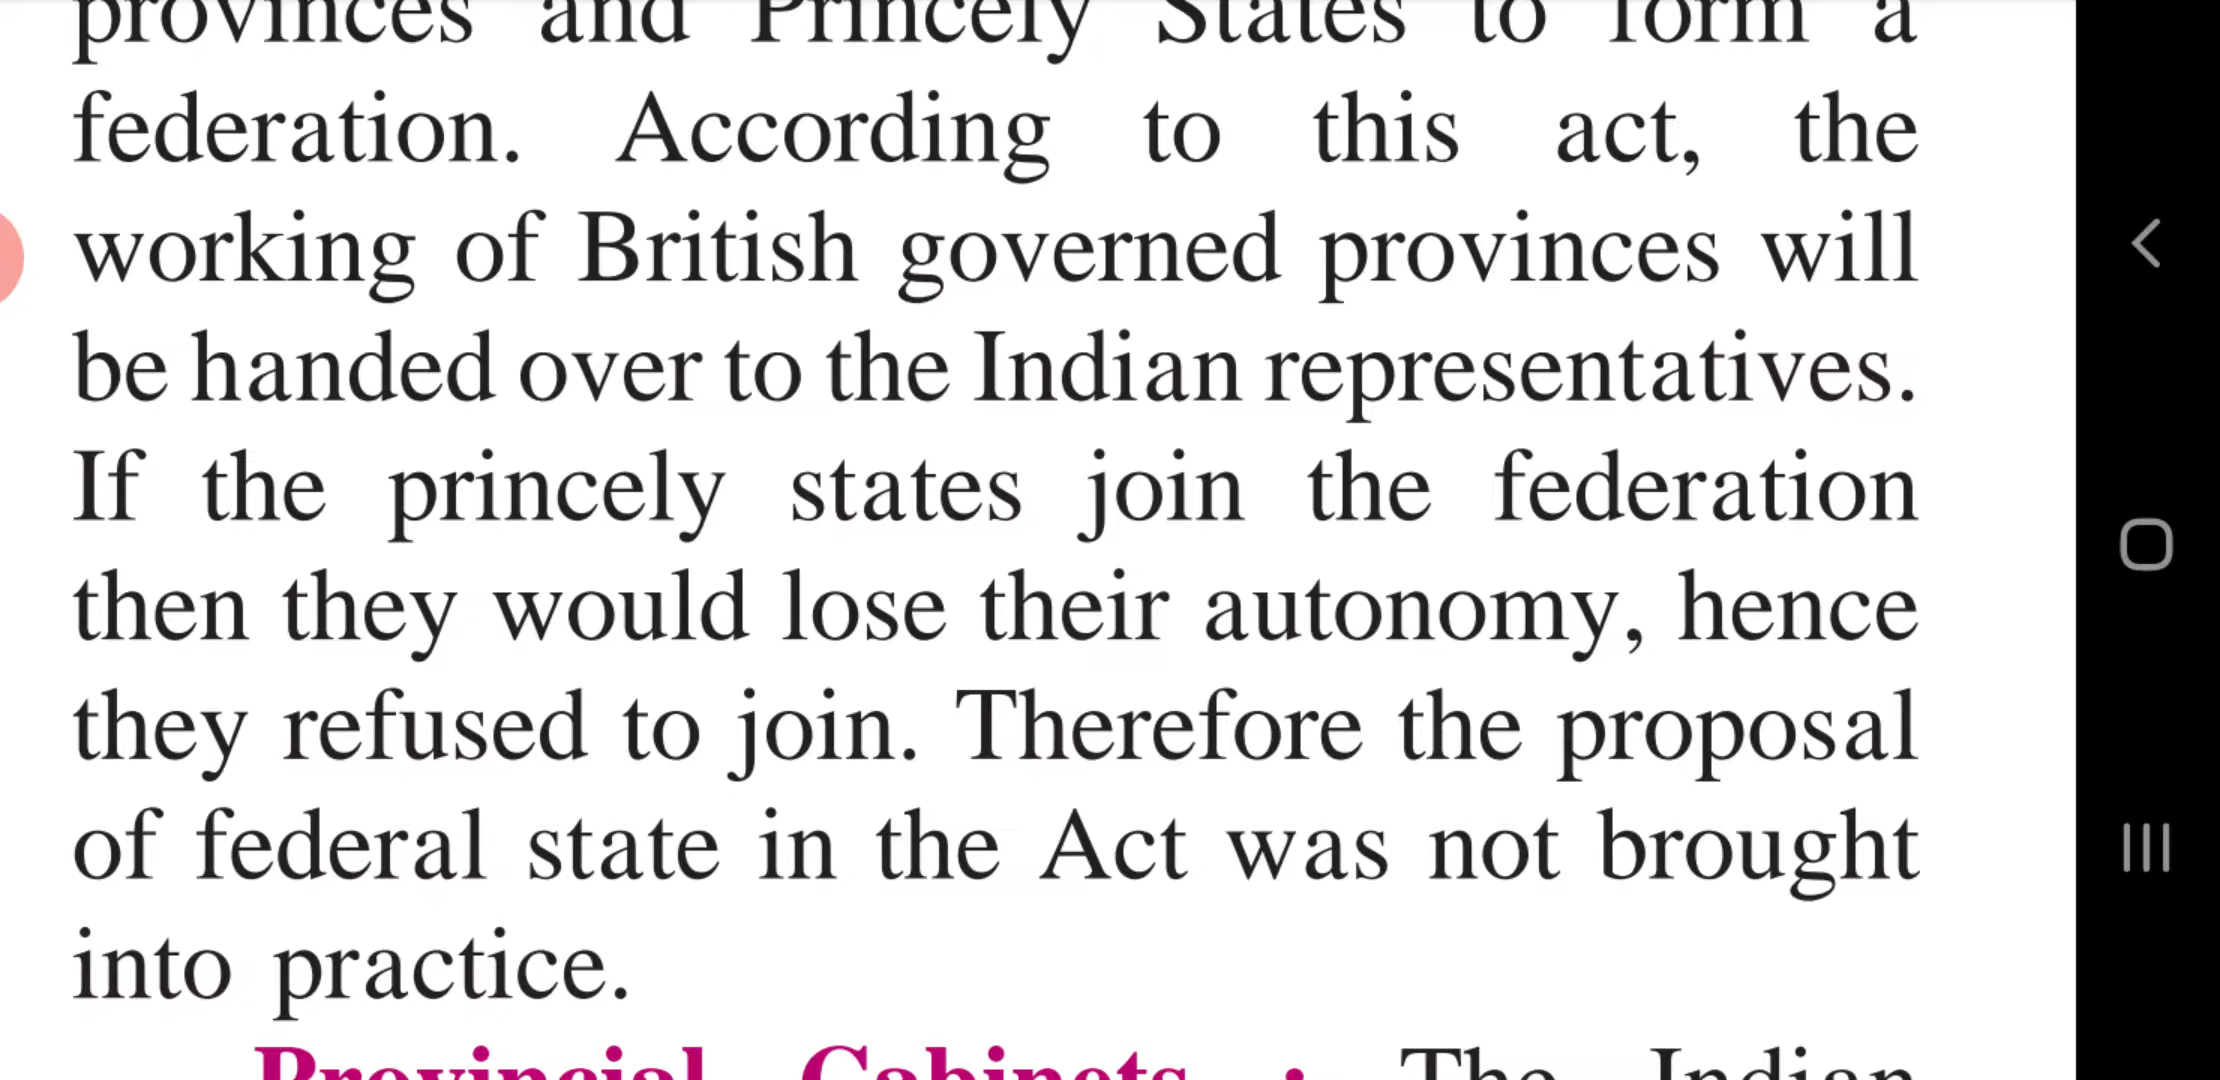 provinces and Princely States to form a
federation. According to this act, the
working of British governed provinces will
be handed over to the Indian representatives.
If the princely states join the federation
then they would lose their autonomy, hence
they refused to join. Therefore the proposal
of federal state in the Act was not brought
into practice.
Provincial Cabinets : The Indian